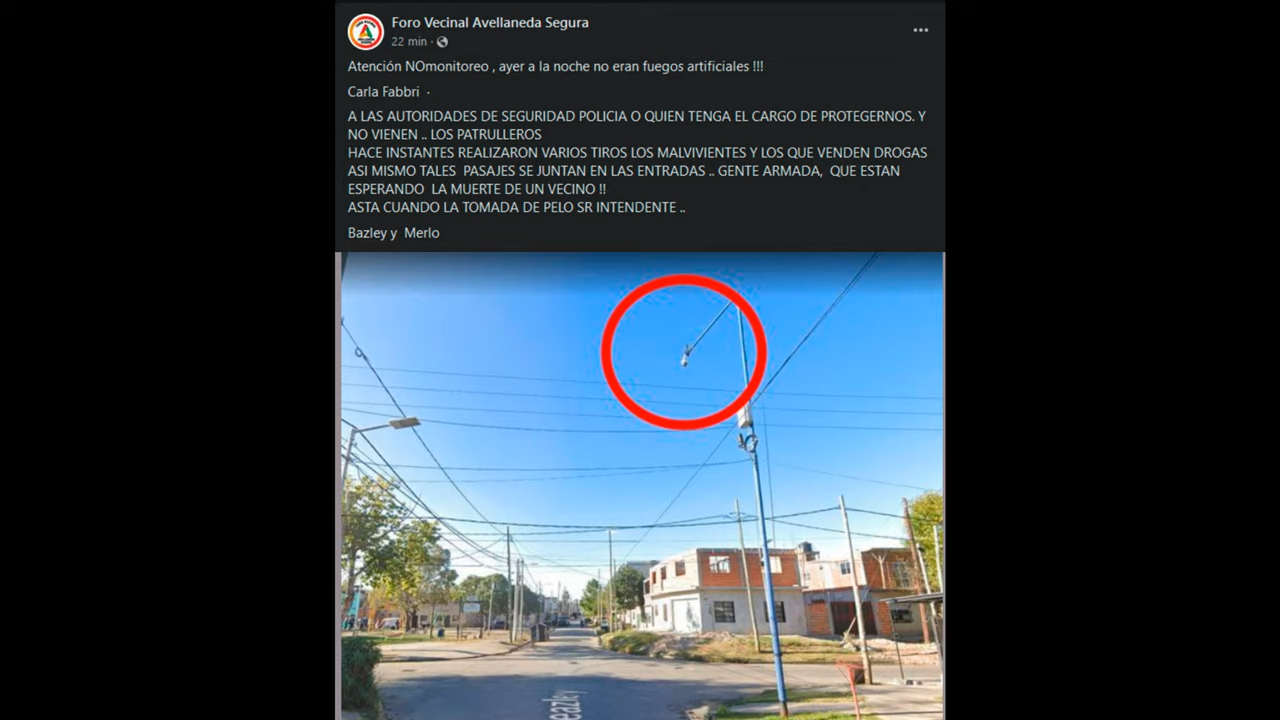 Foro Vecinal Avellaneda Segura
22 min ·
Atención NOmonitoreo , ayer a la noche no eran fuegos artificiales !!!
Carla Fabbri ·
A LAS AUTORIDADES DE SEGURIDAD POLICIA O QUIEN TENGA EL CARGO DE PROTEGERNOS. Y
NO VIENEN .. LOS PATRULLEROS
HACE INSTANTES REALIZARON VARIOS TIROS LOS MALVIVIENTES Y LOS QUE VENDEN DROGAS
ASI MISMO TALES PASAJES SE JUNTAN EN LAS ENTRADAS .. GENTE ARMADA, QUE ESTAN
ESPERANDO LA MUERTE DE UN VECINO !!
ASTA CUANDO LA TOMADA DE PELO SR INTENDENTE ..
Bazley y Merlo
eazley